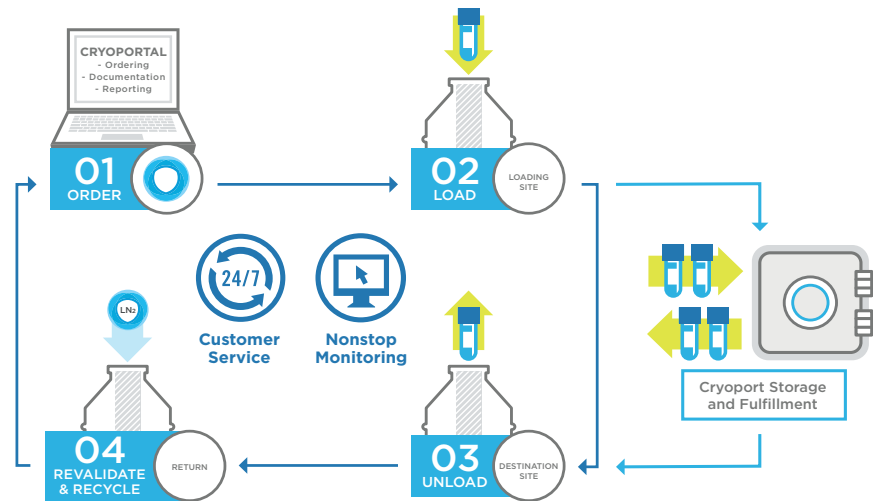 CRYOPORTAL
- Ordering
- Documentation
- Reporting
01
ORDER
02
LOAD
LOADING
SITE
24/7
Customer
Service
Nonstop
Monitoring
Cryoport Storage
and Fulfillment
LN₂
04
REVALIDATE
& RECYCLE
RETURN
03
UNLOAD
DESTINATION
SITE